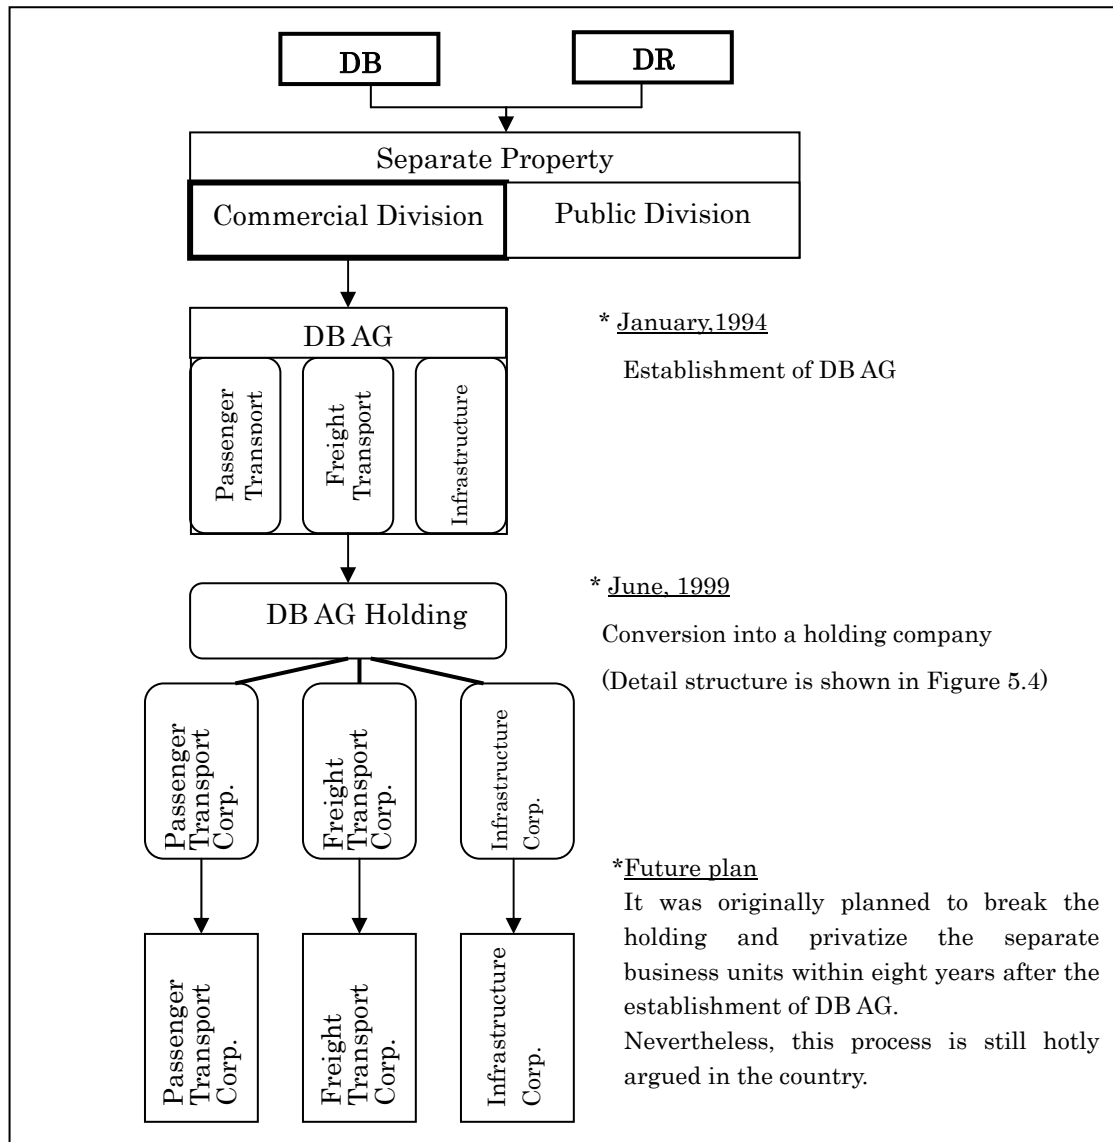 DB
DR
Separate Property
Commercial Division
Public Division
DB AG
* January,1994
Establishment of DB AG
Passenger
Transport
Freight
Transport
Infrastructure
DB AG Holding
* June, 1999
Conversion into a holding company
(Detail structure is shown in Figure 5.4)
Passenger
Transport
Corp.
Freight
Transport
Corp.
Infrastructure
Corp.
*Future plan
It was originally planned to break the
holding and privatize the separate
business units within eight years after the
establishment of DB AG.
Nevertheless, this process is still hotly
argued in the country.
Passenger
Transport
Corp.
Freight
Transport
Corp.
Infrastructure
Corp.